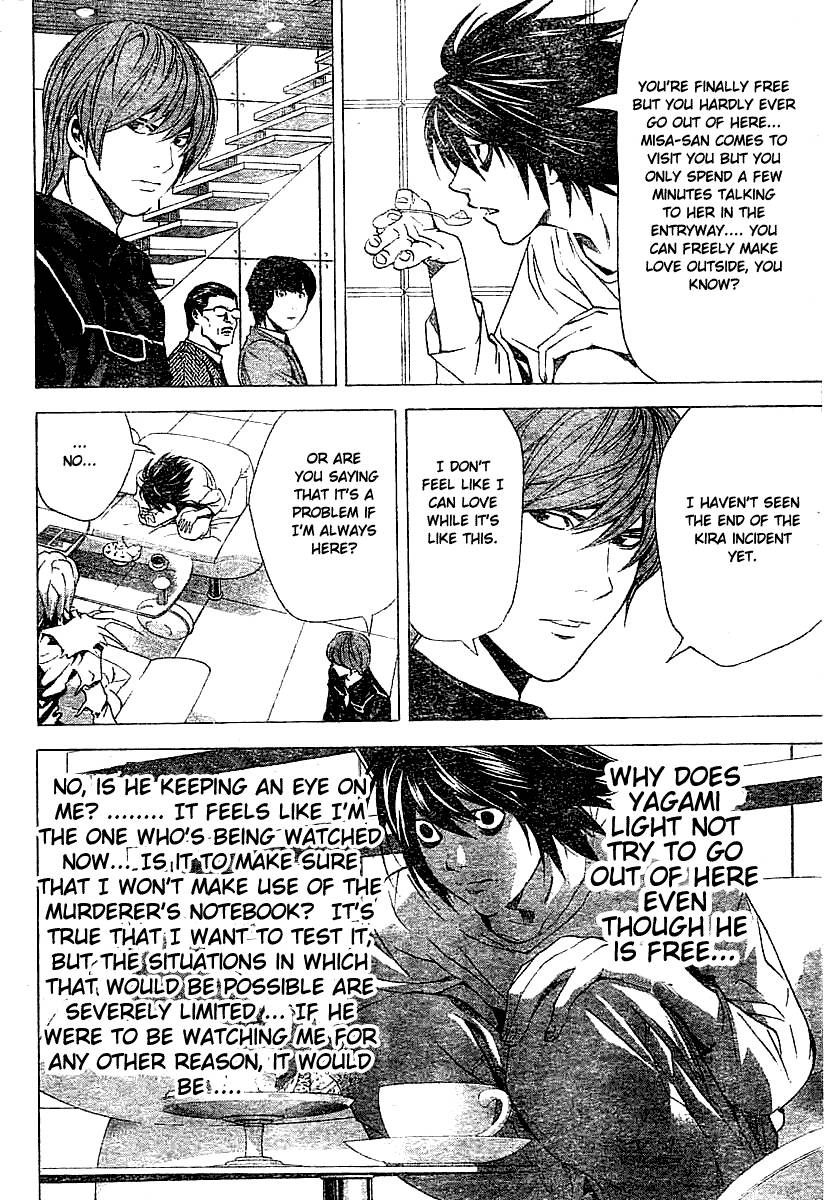 YOU'RE FINALLY FREE
BUT YOU HARDLY EVER
GO OUT OF HERE...
MISA-SAN COMES TO
VISIT YOU BUT YOU
ONLY SPEND A FEW
MINUTES TALKING
TO HER IN THE
ENTRYWAY.... YOU
CAN FREELY MAKE
LOVE OUTSIDE, YOU
KNOW?
I HAVEN'T SEEN
THE END OF THE
KIRA INCIDENT
YET.
I DON'T
FEEL LIKE I
CAN LOVE
WHILE IT'S
LIKE THIS.
OR ARE
YOU SAYING
THAT IT'S A
PROBLEM IF
I'M ALWAYS
HERE?
...
NO...
WHY DOES
YAGAMI
LIGHT NOT
TRY TO GO
OUT OF HERE
EVEN
THOUGH HE
IS FREE...
NO, IS HE KEEPING AN EYE ON
ME? ........ IT FEELS LIKE I'M
THE ONE WHO'S BEING WATCHED
NOW... IS IT TO MAKE SURE
THAT I WON'T MAKE USE OF THE
MURDERER'S NOTEBOOK? IT'S
TRUE THAT I WANT TO TEST IT,
BUT THE SITUATIONS IN WHICH
THAT WOULD BE POSSIBLE ARE
SEVERELY LIMITED ... IF HE
WERE TO BE WATCHING ME FOR
ANY OTHER REASON, IT WOULD
BE ....